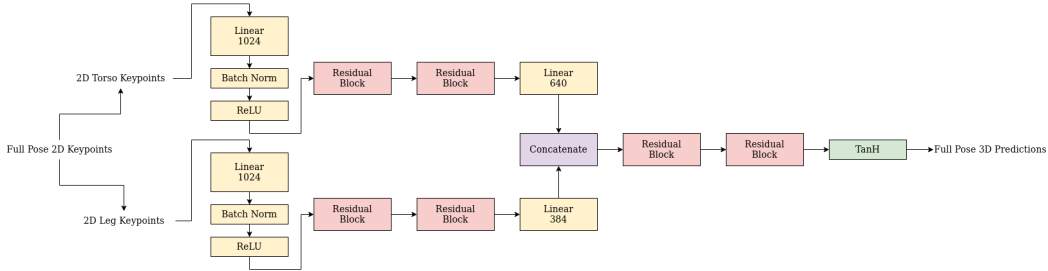 Full Pose 2D Keypoints
2D Torso Keypoints
Linear
1024
Batch Norm
ReLU
Residual
Block
Residual
Block
Linear
640
2D Leg Keypoints
Linear
1024
Batch Norm
ReLU
Residual
Block
Residual
Block
Linear
384
Concatenate
Residual
Block
Residual
Block
TanH
Full Pose 3D Predictions